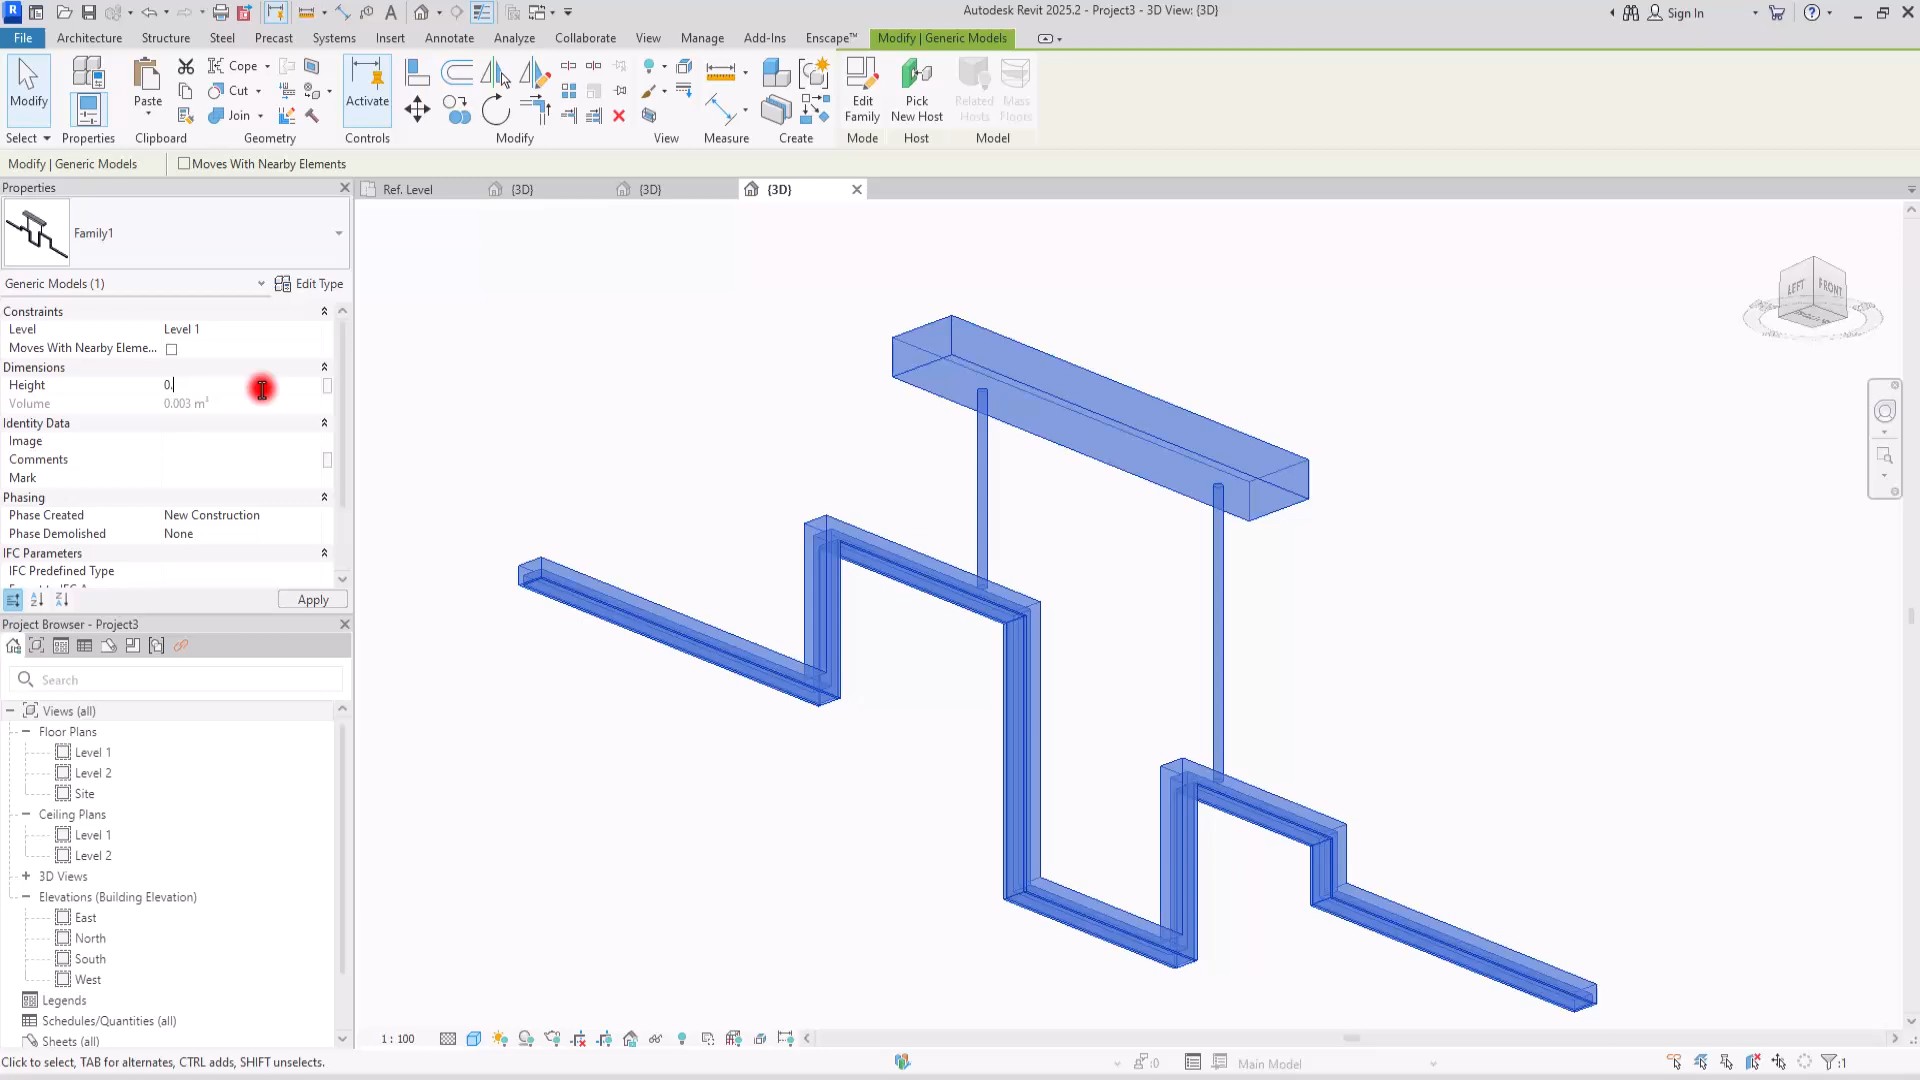 Autodesk Revit 2025.2 - Project3 - 3D View: {3D}
Sign In
File
Architecture
Structure
Steel
Precast
Systems
Insert
Annotate
Analyze
Collaborate
View
Manage
Add-Ins
Enscape™
Modify | Generic Models
Modify
Paste
Cope
Cut
Join
Activate
Edit
Family
Pick
New Host
Related
Hosts
Mass
Floors
Select
Properties
Clipboard
Geometry
Controls
Modify
View
Measure
Create
Mode
Host
Model
Modify | Generic Models
Moves With Nearby Elements
Properties
Ref. Level
{3D}
{3D}
{3D}
Family1
Generic Models (1)
Edit Type
Constraints
Level Level 1
Moves With Nearby Eleme...
Dimensions
Height 0.
Volume 0.003 m³
Identity Data
Image
Comments
Mark
Phasing
Phase Created New Construction
Phase Demolished None
IFC Parameters
IFC Predefined Type
Apply
Project Browser - Project3
Search
Views (all)
Floor Plans
Level 1
Level 2
Site
Ceiling Plans
Level 1
Level 2
3D Views
Elevations (Building Elevation)
East
North
South
West
Legends
Schedules/Quantities (all)
Sheets (all)
LEFT
FRONT
1 : 100
Click to select, TAB for alternates, CTRL adds, SHIFT unselects.
:0
Main Model
:1